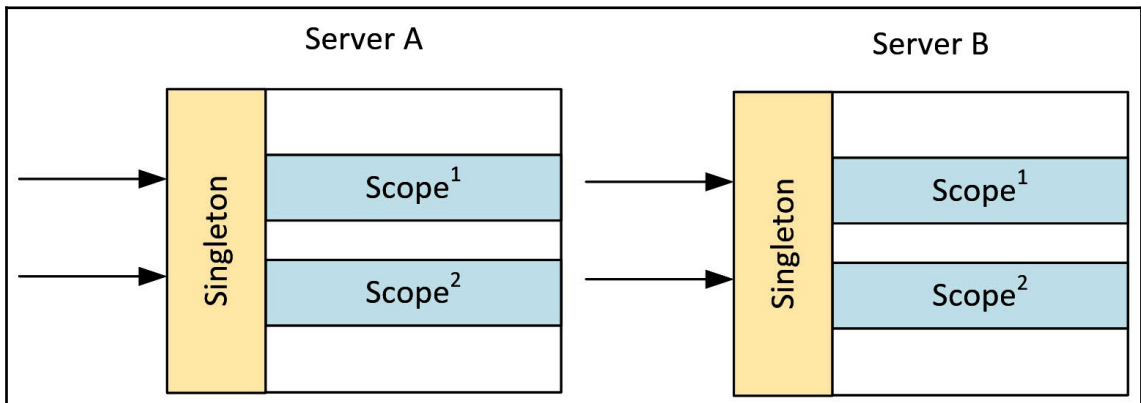 Server A
Singleton
Scope¹
Scope²
Server B
Singleton
Scope¹
Scope²